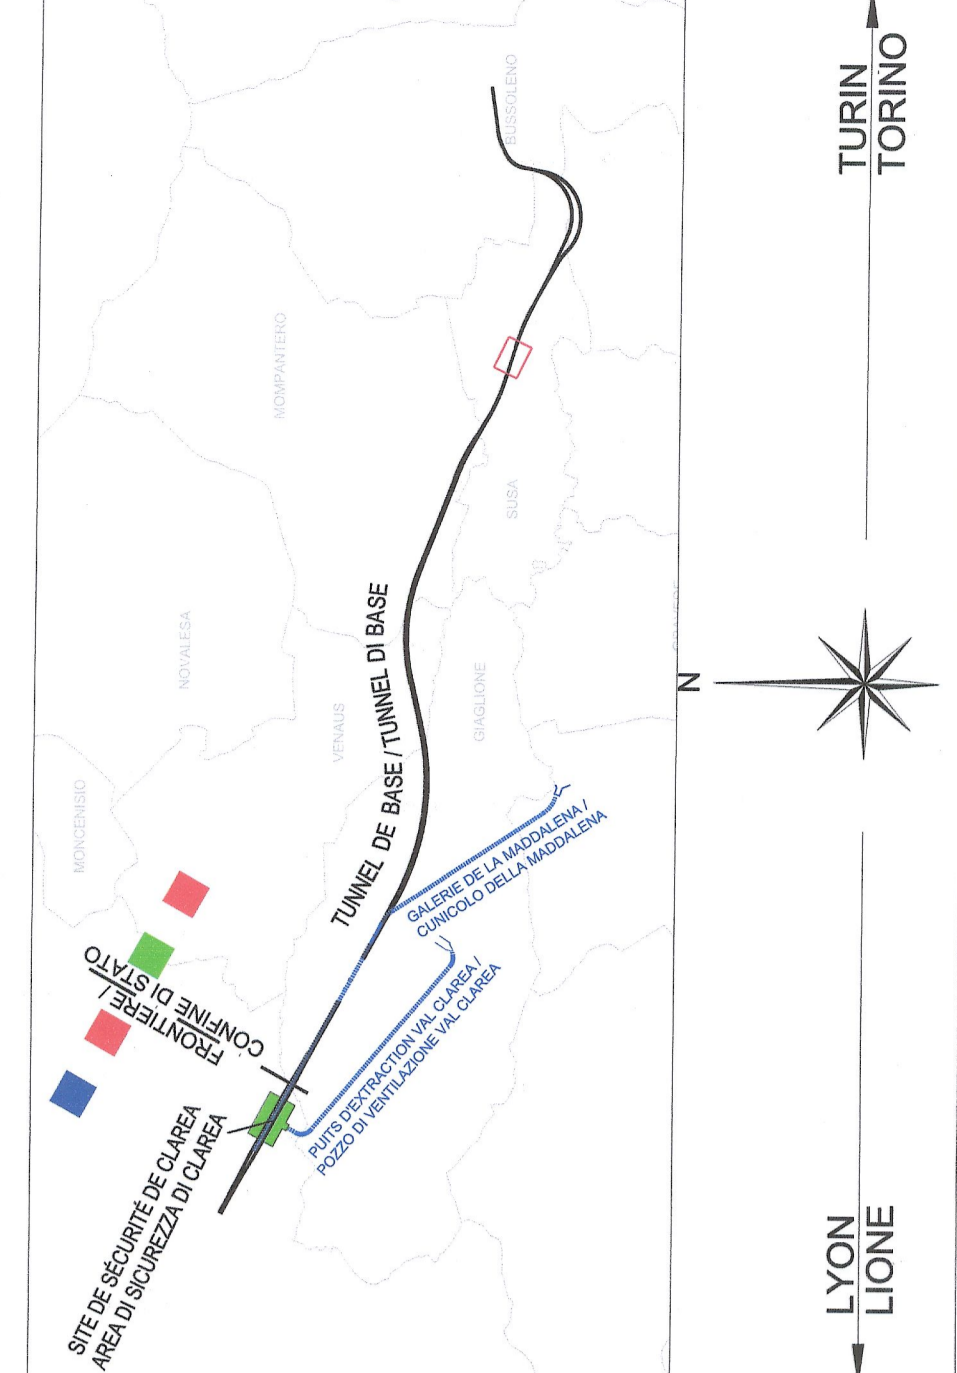 SITE DE SÉCURITÉ DE CLAREA
AREA DI SICUREZZA DI CLAREA
FRONTIERE /
CONFINE DI STATO
MONCENISIO
NOVALESA
VENAUS
MOMPANTERO
TUNNEL DE BASE / TUNNEL DI BASE
GIAGLIONE
SUSA
BUSSOLENO
GALERIE DE LA MADDALENA /
CUNICOLO DELLA MADDALENA
PUITS D'EXTRACTION VAL CLAREA /
POZZO DI VENTILAZIONE VAL CLAREA
N
LYON
LIONE
TURIN
TORINO